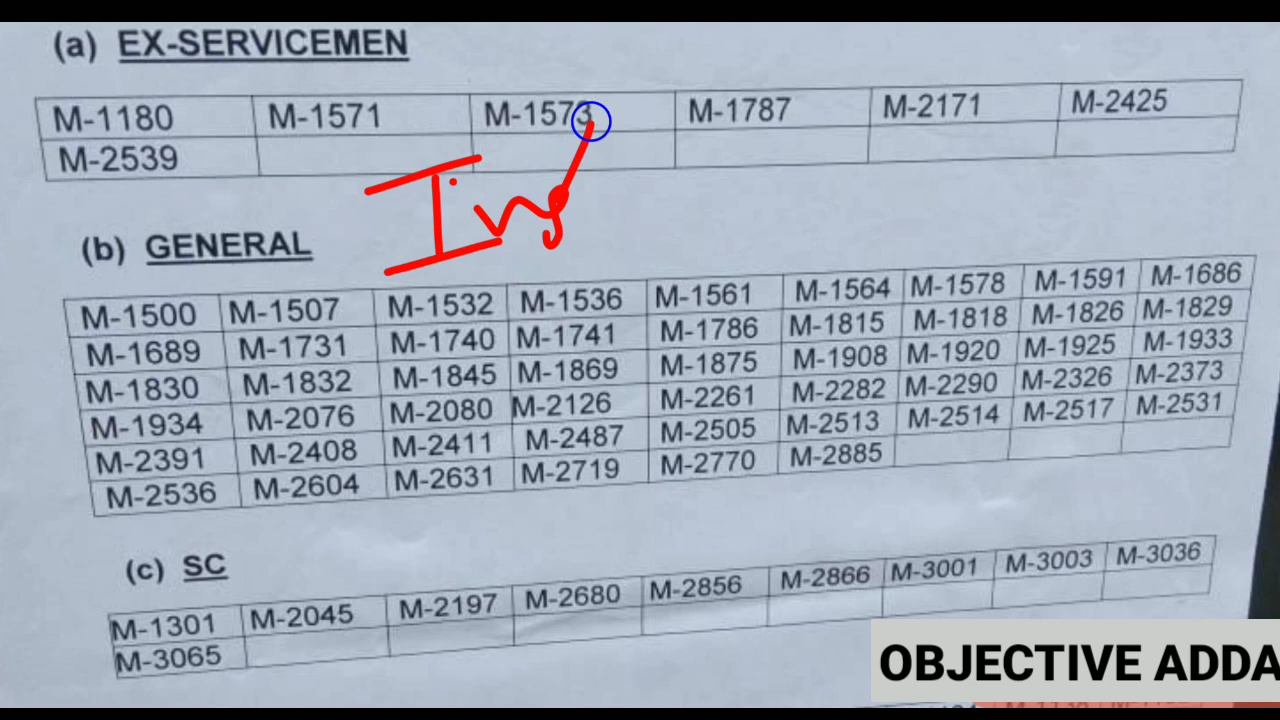 (a) EX-SERVICEMEN
M-1180 M-1571 M-1573 M-1787 M-2171 M-2425
M-2539
(b) GENERAL
M-1500 M-1507 M-1532 M-1536 M-1561 M-1564 M-1578 M-1591 M-1686
M-1689 M-1731 M-1740 M-1741 M-1786 M-1815 M-1818 M-1826 M-1829
M-1830 M-1832 M-1845 M-1869 M-1875 M-1908 M-1920 M-1925 M-1933
M-1934 M-2076 M-2080 M-2126 M-2261 M-2282 M-2290 M-2326 M-2373
M-2391 M-2408 M-2411 M-2487 M-2505 M-2513 M-2514 M-2517 M-2531
M-2536 M-2604 M-2631 M-2719 M-2770 M-2885
(c) SC
M-1301 M-2045 M-2197 M-2680 M-2856 M-2866 M-3001 M-3003 M-3036
M-3065
OBJECTIVE ADDA